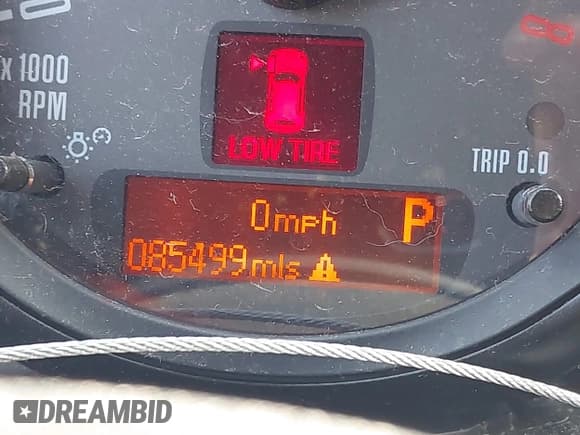 x 1000
RPM
LOW TIRE
TRIP 0.0
0mph
P
085499mls
DREAMBID